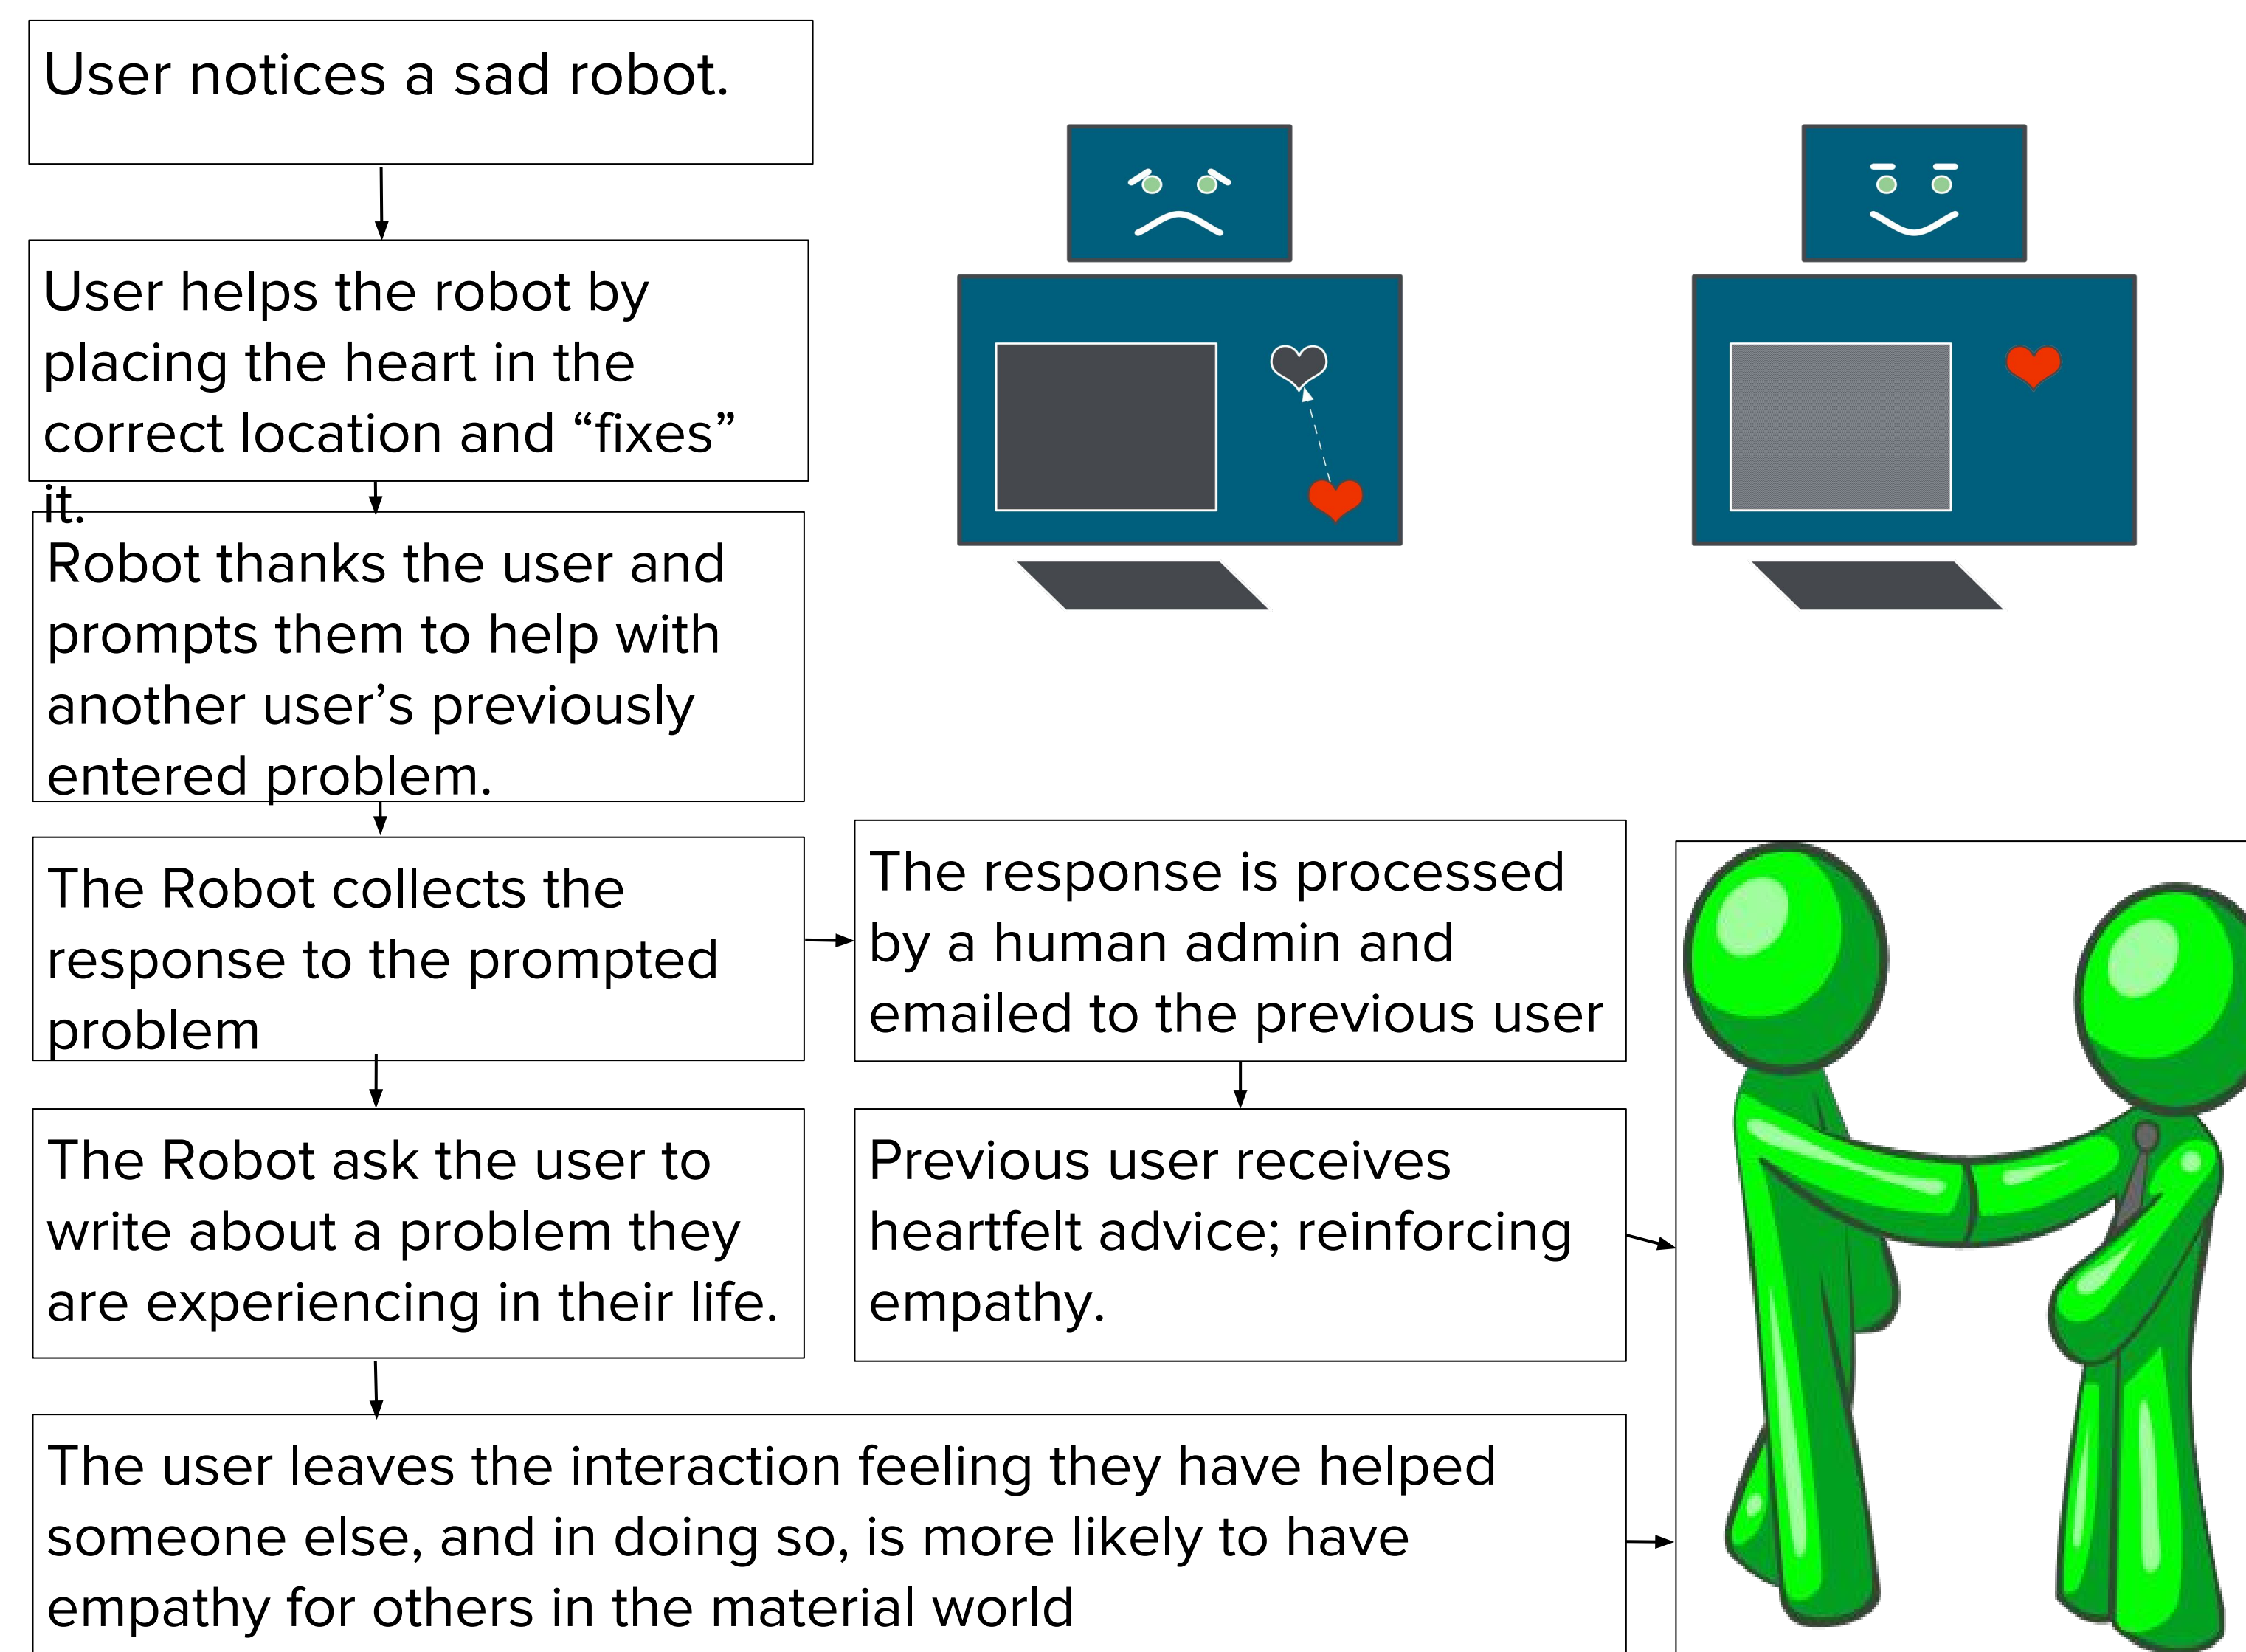 User notices a sad robot.
User helps the robot by
placing the heart in the
correct location and “fixes”
it.
Robot thanks the user and
prompts them to help with
another user’s previously
entered problem.
The Robot collects the
response to the prompted
problem
The response is processed
by a human admin and
emailed to the previous user
The Robot ask the user to
write about a problem they
are experiencing in their life.
Previous user receives
heartfelt advice; reinforcing
empathy.
The user leaves the interaction feeling they have helped
someone else, and in doing so, is more likely to have
empathy for others in the material world